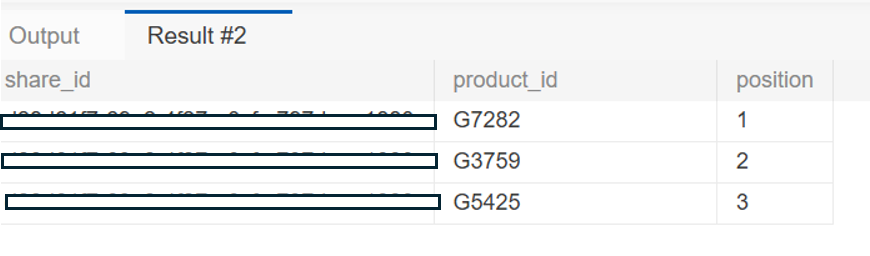 Output Result #2
share_id product_id position
G7282 1
G3759 2
G5425 3